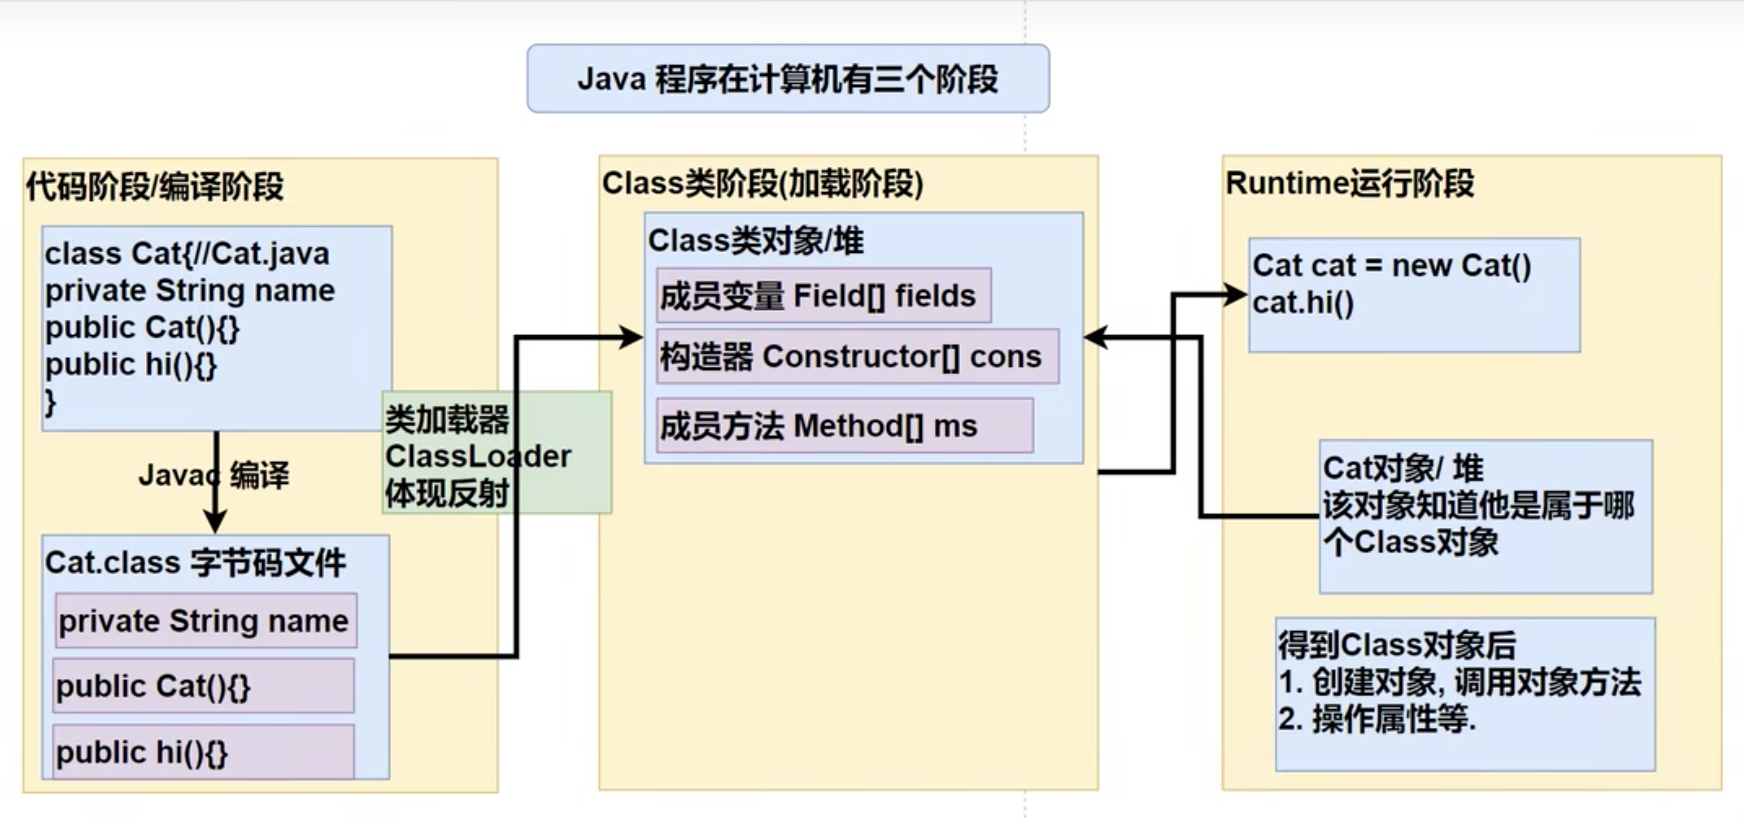 Java 程序在计算机有三个阶段
代码阶段/编译阶段
class Cat{//Cat.java
private String name
public Cat(){}
public hi(){}
}
Javac 编译
Cat.class 字节码文件
private String name
public Cat(){}
public hi(){}
类加载器
ClassLoader
体现反射
Class类阶段(加载阶段)
Class类对象/堆
成员变量 Field[] fields
构造器 Constructor[] cons
成员方法 Method[] ms
Runtime运行阶段
Cat cat = new Cat()
cat.hi()
Cat对象/ 堆
该对象知道他是属于哪
个Class对象
得到Class对象后
1. 创建对象, 调用对象方法
2. 操作属性等.